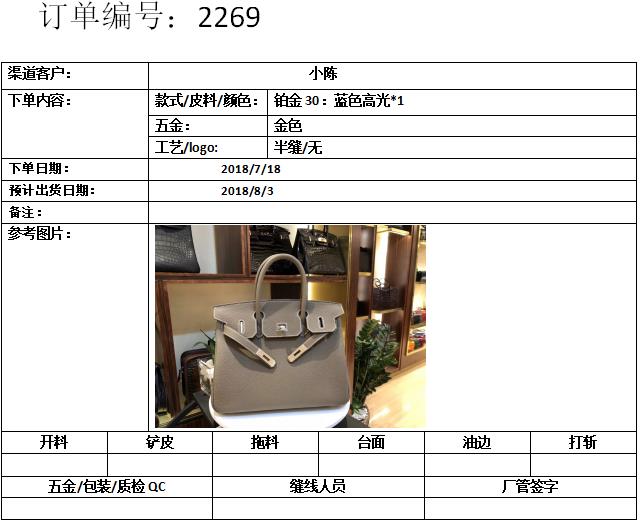 订单编号：2269
渠道客户： 小陈
下单内容： 款式/皮料/颜色： 铂金 30：蓝色高光*1
五金： 金色
工艺/logo: 半缝/无
下单日期： 2018/7/18
预计出货日期： 2018/8/3
备注：
参考图片：
开料 铲皮 拖料 台面 油边 打斩
五金/包装/质检 QC 缝线人员 厂管签字